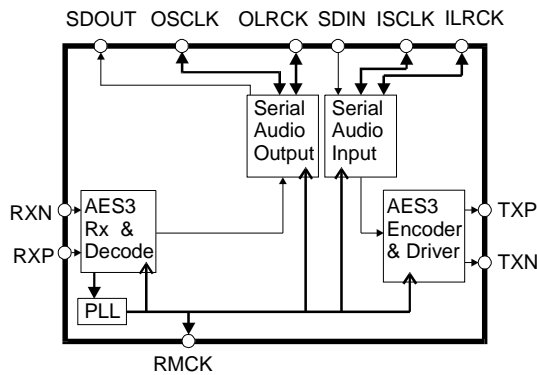 SDOUT OSCLK OLRCK SDIN ISCLK ILRCK
Serial
Audio
Output
Serial
Audio
Input
RXN
RXP
AES3
Rx &
Decode
AES3
Encoder
& Driver
TXP
TXN
PLL
RMCK